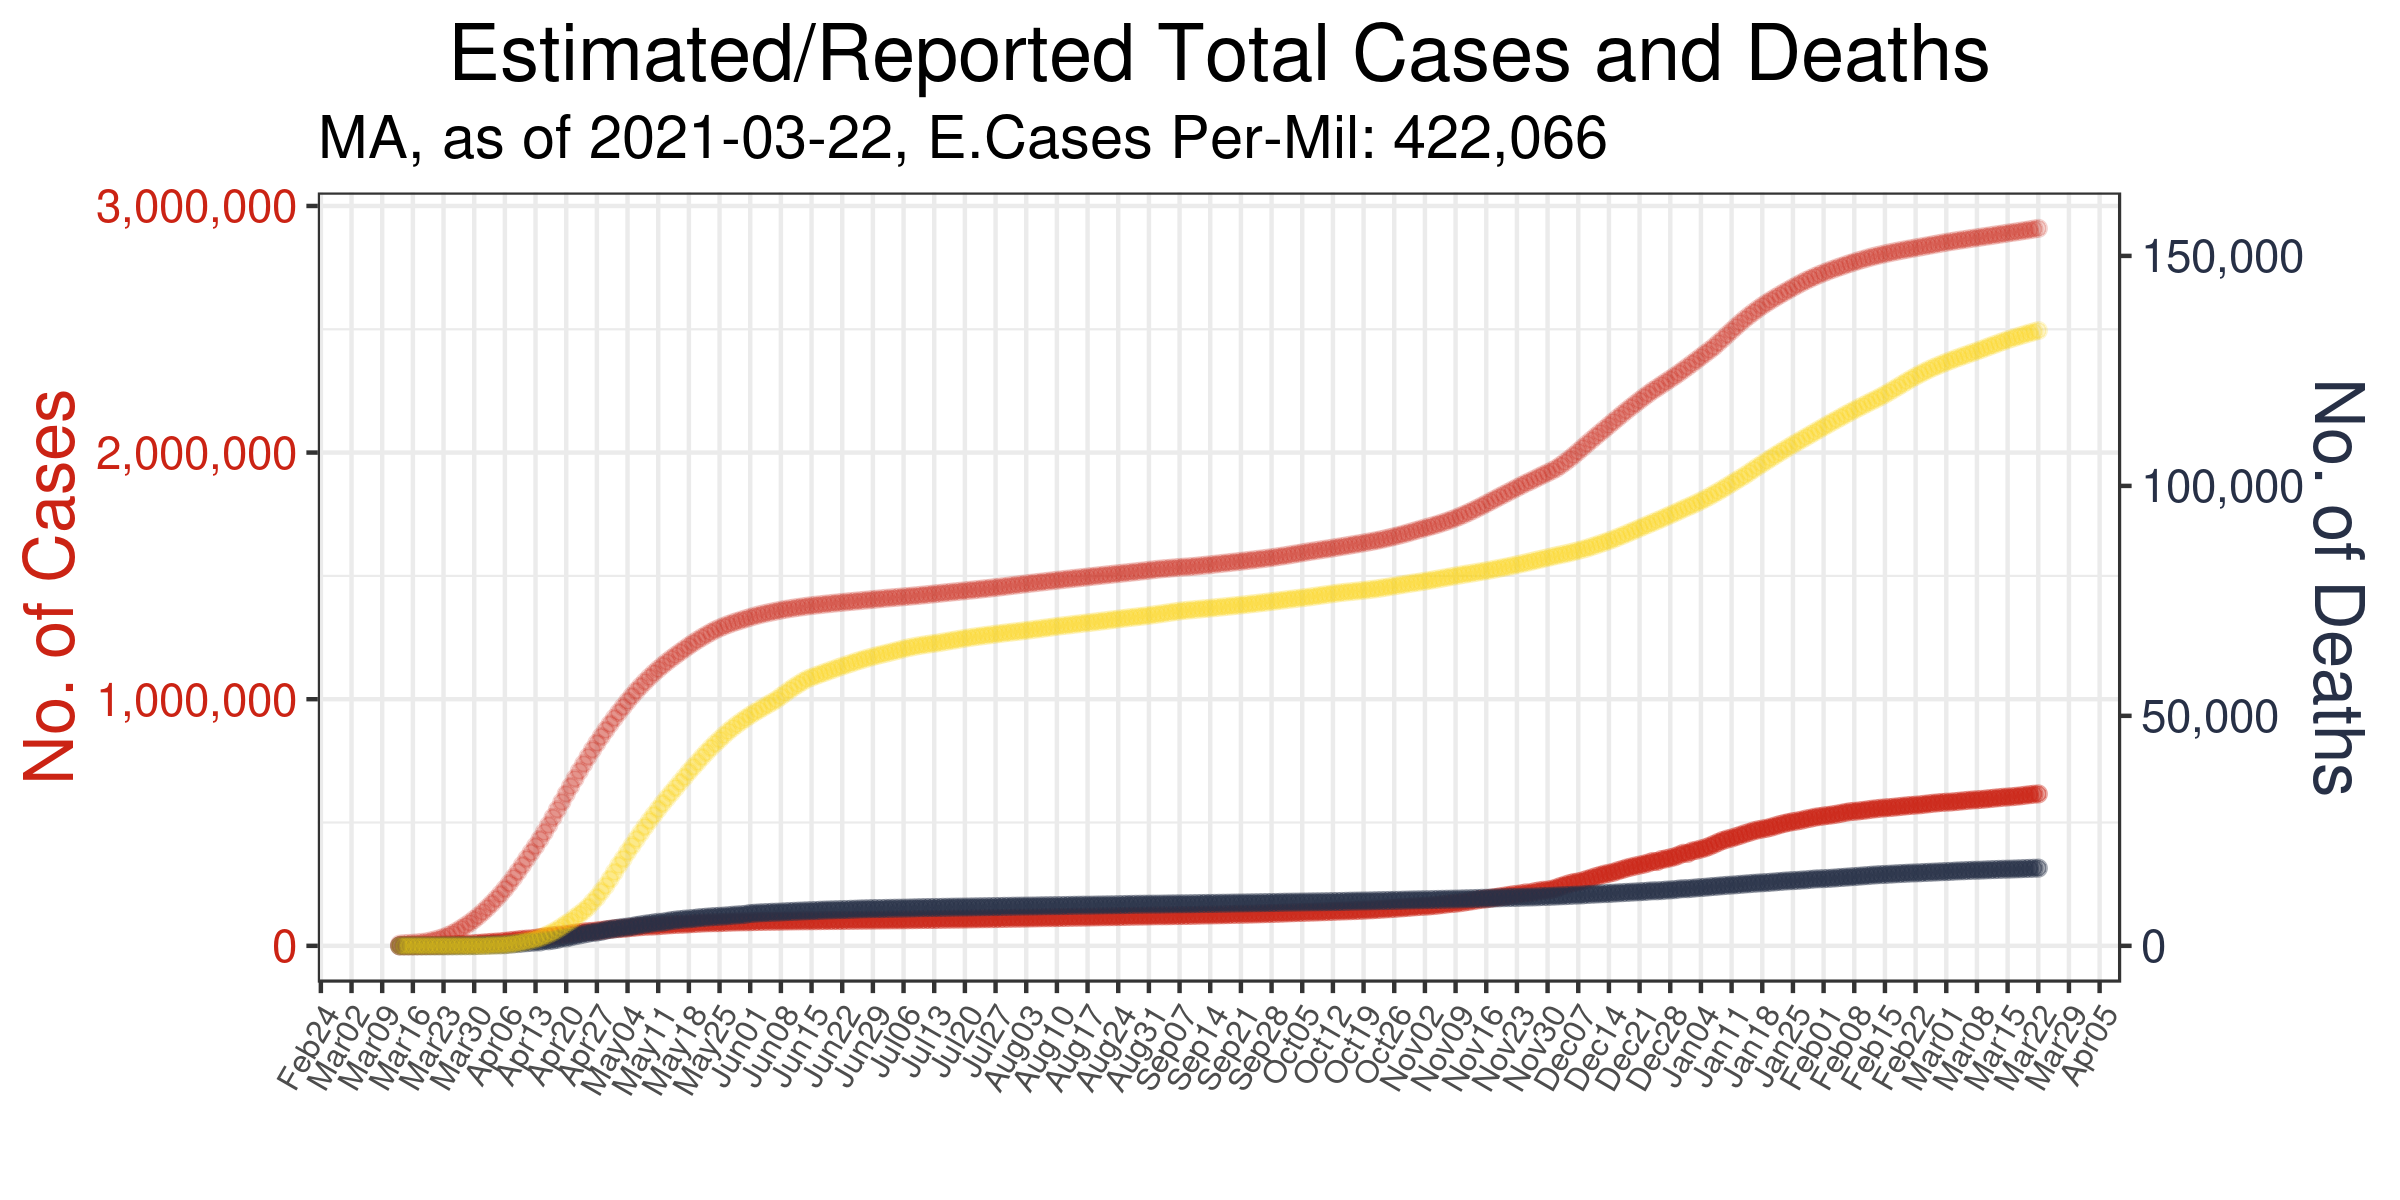 Estimated/Reported Total Cases and Deaths
MA, as of 2021-03-22, E.Cases Per-Mil: 422,066
No. of Cases
3,000,000
2,000,000
1,000,000
0
150,000
100,000
50,000
0
No. of Deaths
Feb24
Mar02
Mar09
Mar16
Mar23
Mar30
Apr06
Apr13
Apr20
Apr27
May04
May11
May18
May25
Jun01
Jun08
Jun15
Jun22
Jun29
Jul06
Jul13
Jul20
Jul27
Aug03
Aug10
Aug17
Aug24
Aug31
Sep07
Sep14
Sep21
Sep28
Oct05
Oct12
Oct19
Oct26
Nov02
Nov09
Nov16
Nov23
Nov30
Dec07
Dec14
Dec21
Dec28
Jan04
Jan11
Jan18
Jan25
Feb01
Feb08
Feb15
Feb22
Mar01
Mar08
Mar15
Mar22
Mar29
Apr05